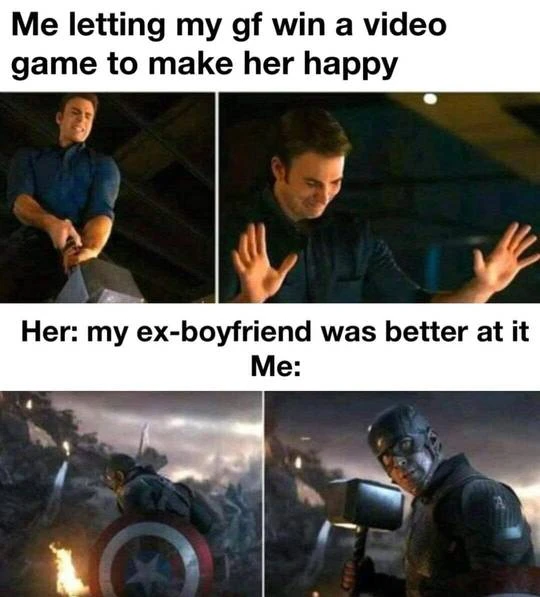 Me letting my gf win a video
game to make her happy
Her: my ex-boyfriend was better at it
Me: